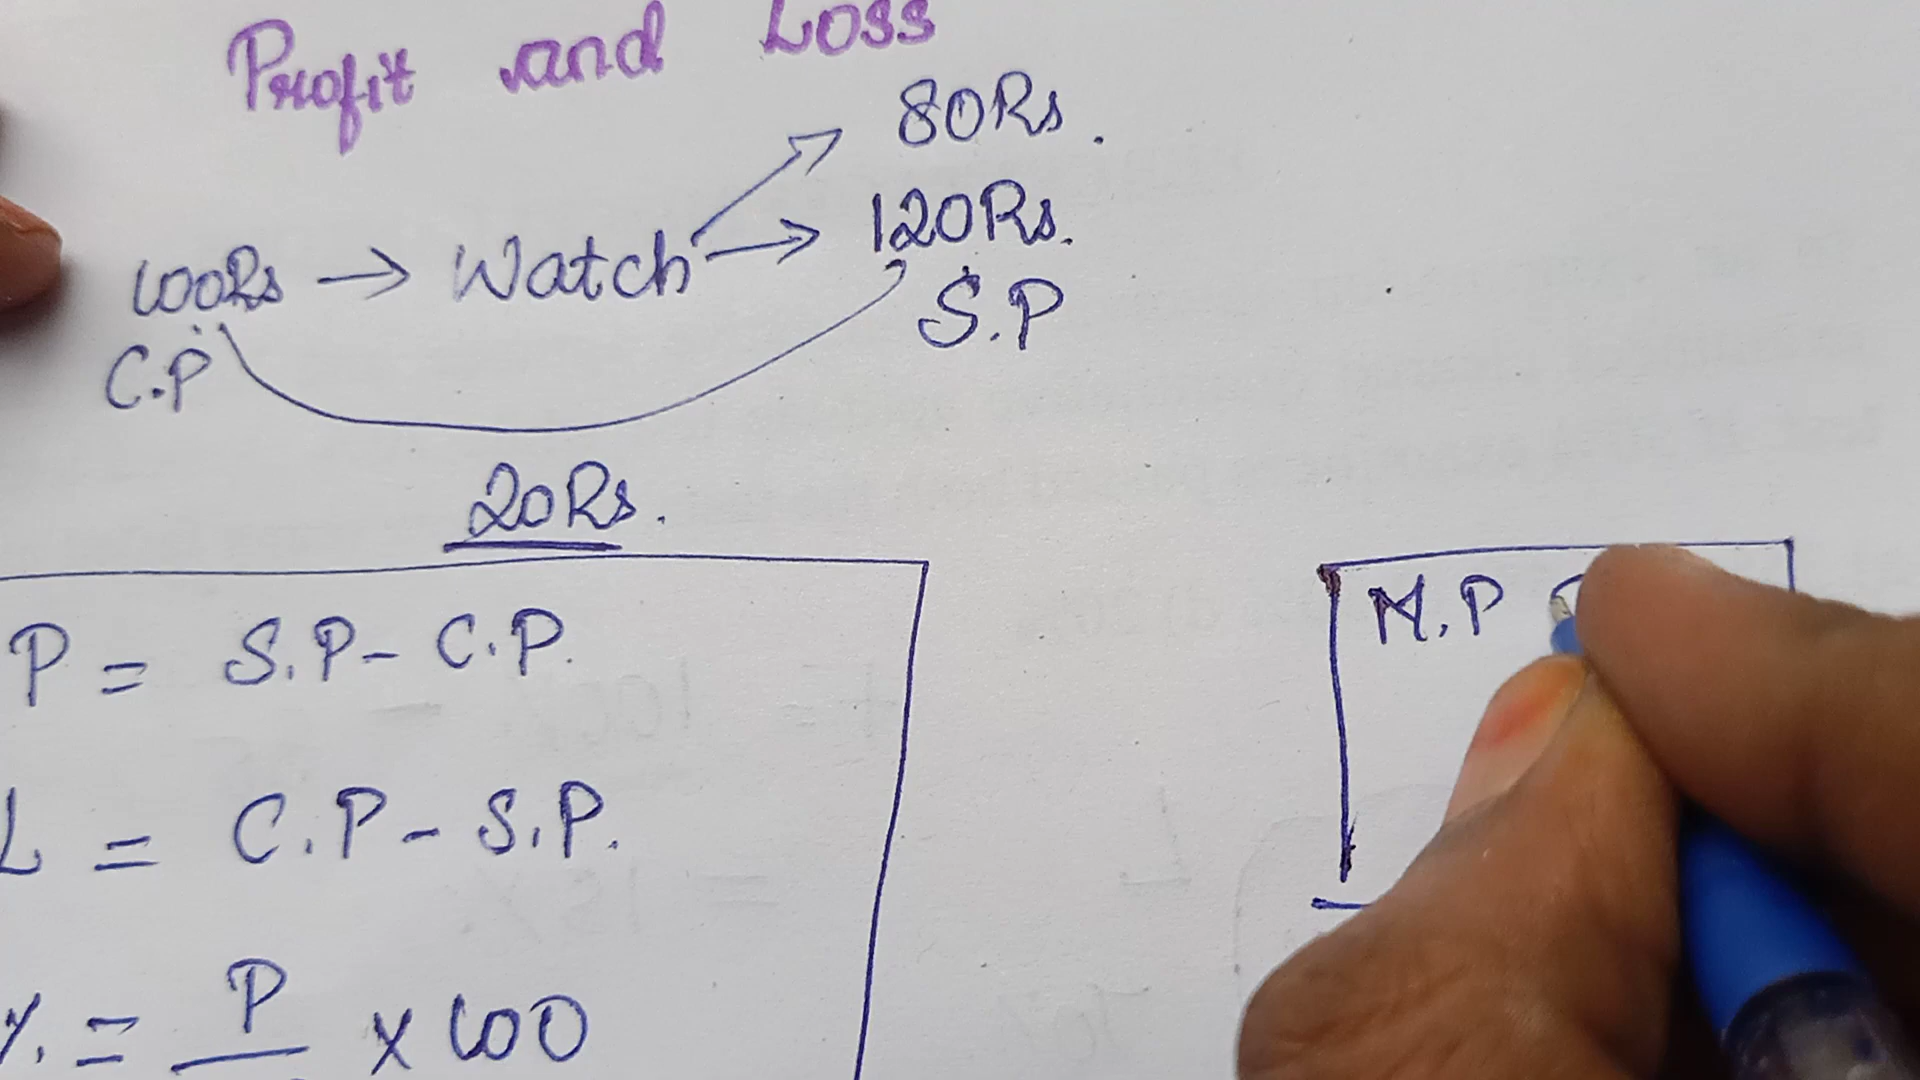 Profit and Loss
80Rs.
100Rs → Watch → 120Rs.
C.P
S.P
20Rs.
P = S.P - C.P.
L = C.P - S.P.
%. = P × 100
M.P